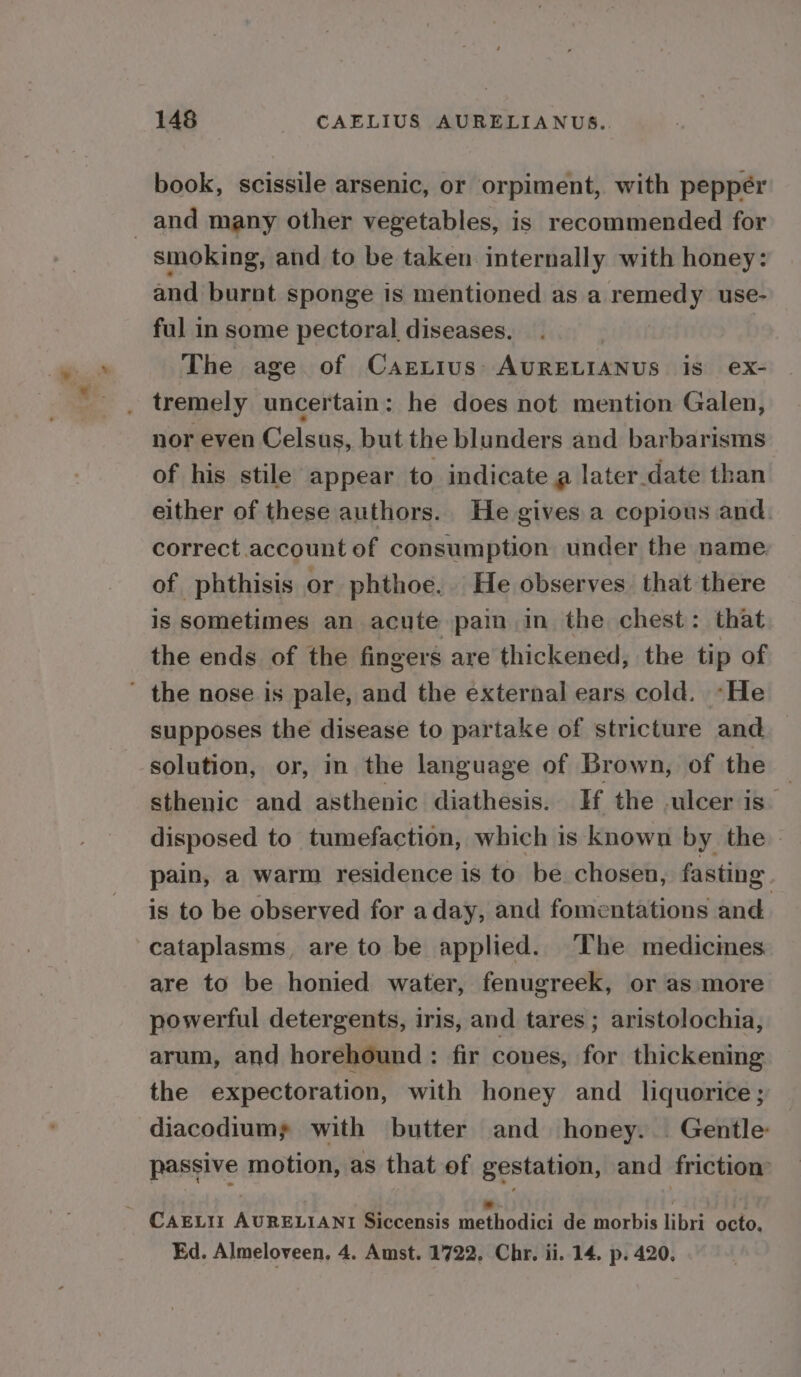 148 CAELIUS AURELIANUS.
book, scissile arsenic, or orpiment, with pepper
and many other vegetables, is recommended for
smoking, and to be taken internally with honey:
and burnt sponge is mentioned as a remedy use-
ful in some pectoral diseases.
The age of CAELIUS AURELIANUS is ex-
tremely uncertain: he does not mention Galen,
nor even Celsus, but the blunders and barbarisms
of his stile appear to indicate a later date than
either of these authors. He gives a copious and
correct account of consumption under the name
of phthisis or phthoe. He observes that there
is sometimes an acute pain in the chest: that
the ends of the fingers are thickened, the tip of
the nose is pale, and the external ears cold. He
supposes the disease to partake of stricture and
solution, or, in the language of Brown, of the
sthenic and asthenic diathesis. If the ulcer is
disposed to tumefaction, which is known by the
pain, a warm residence is to be chosen, fasting
is to be observed for a day, and fomentations and
cataplasms are to be applied. The medicines
are to be honied water, fenugreek, or as more
powerful detergents, iris, and tares; aristolochia,
arum, and horehound: fir cones, for thickening
the expectoration, with honey and liquorice;
diacodium, with butter and honey. Gentle
passive motion, as that of gestation, and friction
CAELII AURELIANI Siccensis methodici de morbis libri octo.
Ed. Almeloveen. 4. Amst. 1722. Chr. ii. 14. p. 420.